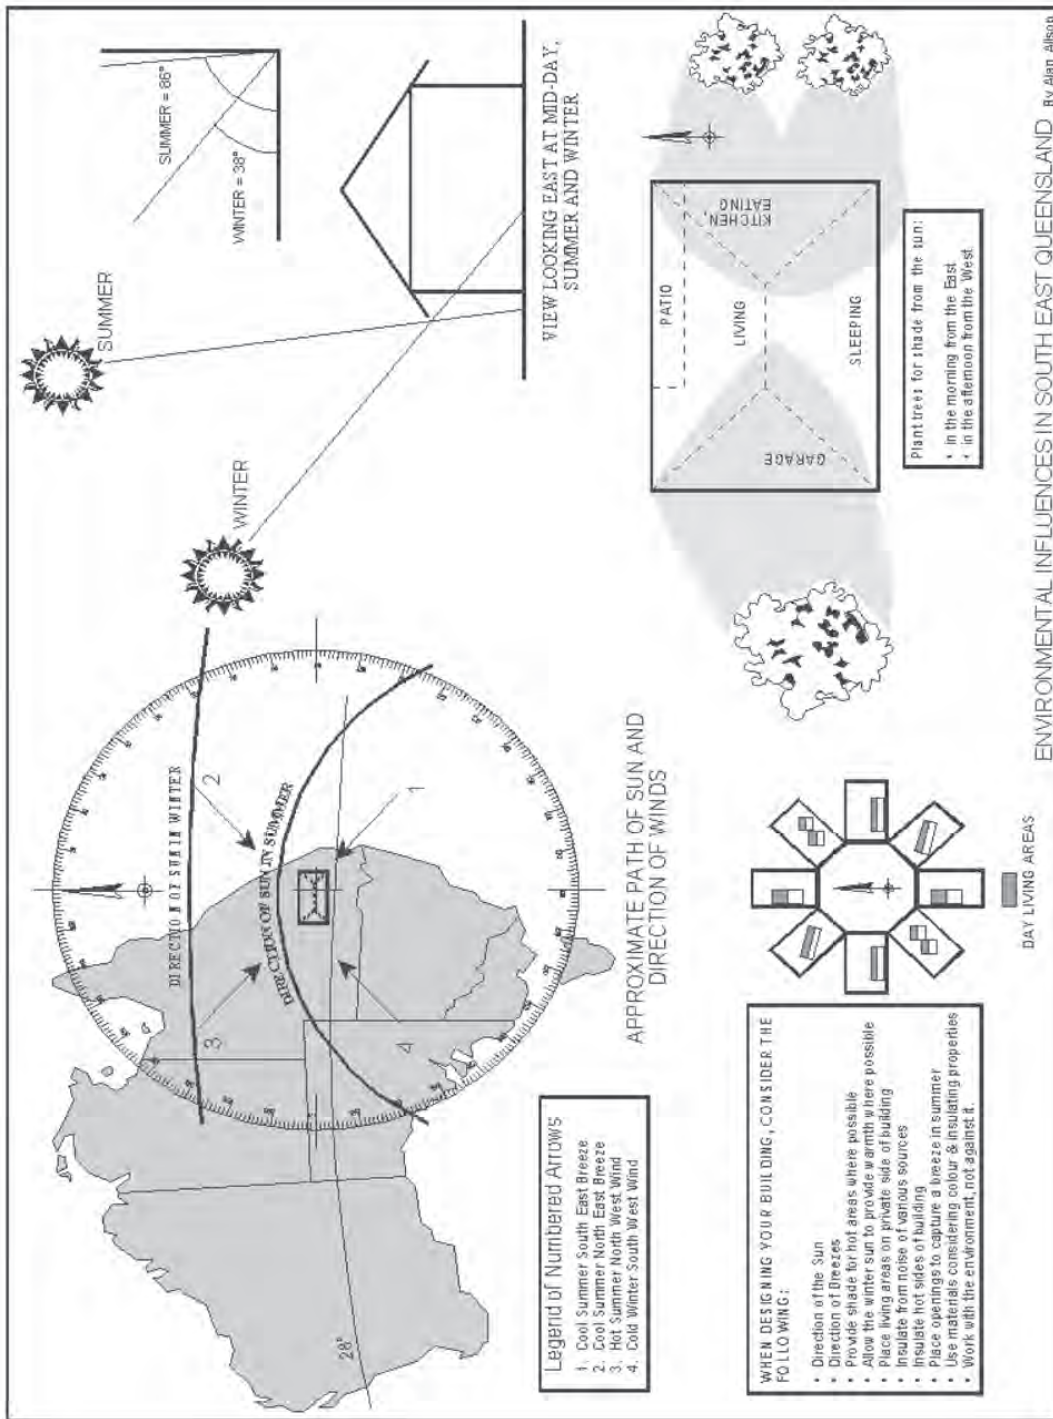 SUMMER = 86°
WINTER = 38°
SUMMER
WINTER
VIEW LOOKING EAST AT MID-DAY,
SUMMER AND WINTER
DIRECTION OF SUN IN WINTER
DIRECTION OF SUN IN SUMMER
1
2
3
4
28°
APPROXIMATE PATH OF SUN AND
DIRECTION OF WINDS
Legend of Numbered Arrows
1. Cool Summer South East Breeze
2. Cool Summer North East Breeze
3. Hot Summer North West Wind
4. Cold Winter South West Wind
PATIO
LIVING
KITCHEN,
EATING
GARAGE
SLEEPING
Plant trees for shade from the sun:
• in the morning from the East
• in the afternoon from the West
WHEN DESIGNING YOUR BUILDING, CONSIDER THE
FOLLOWING:
• Direction of the Sun
• Direction of Breezes
• Provide shade for hot areas where possible
• Allow the winter sun to provide warmth where possible
• Place living areas on private side of building
• Insulate from noise of various sources
• Insulate hot sides of building
• Place openings to capture a breeze in summer
• Use materials considering colour & insulating properties
• Work with the environment, not against it.
DAY LIVING AREAS
ENVIRONMENTAL INFLUENCES IN SOUTH EAST QUEENSLAND
By Alan Allson